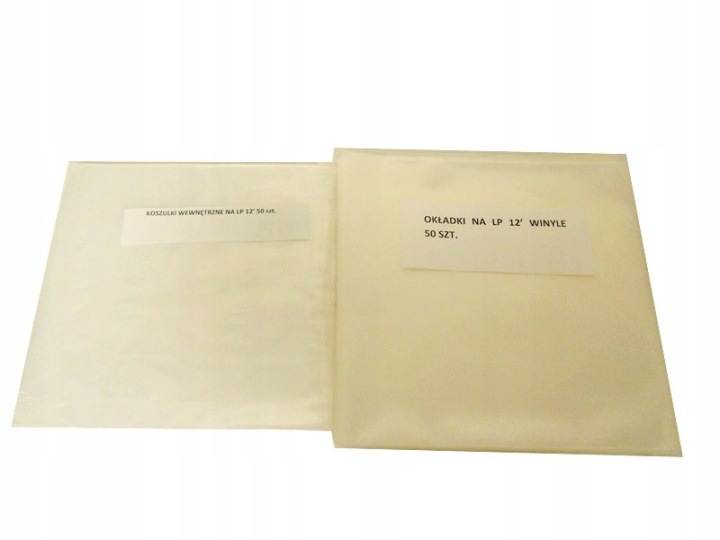 KOSZULKI WEWNĘTRZNE NA LP 12' 50 szt.
OKŁADKI NA LP 12' WINYLE
50 SZT.